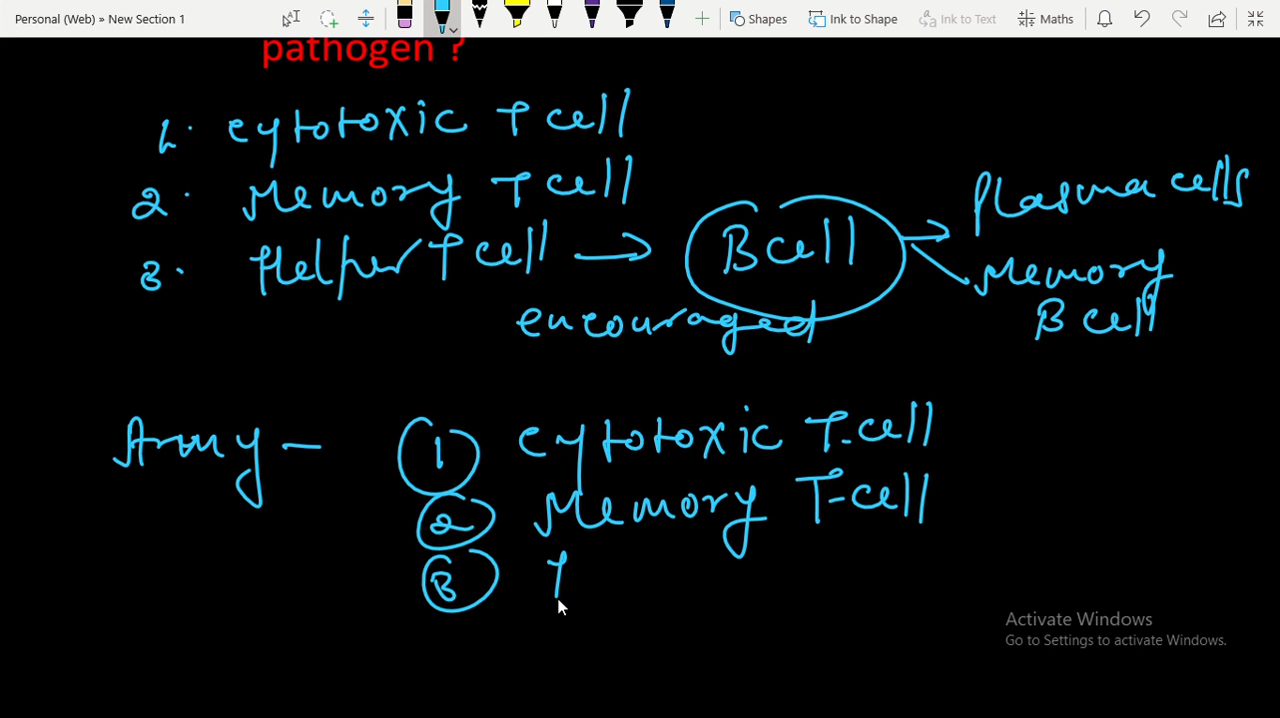 Personal (Web) » New Section 1
Shapes
Ink to Shape
Ink to Text
Maths
pathogen ?
1. Cytotoxic T cell
2. Memory T cell
3. Helper T cell → B cell
encouraged
Plasma cells
Memory
B cell
Army - 1 Cytotoxic T-cell
2 Memory T-cell
3
Activate Windows
Go to Settings to activate Windows.